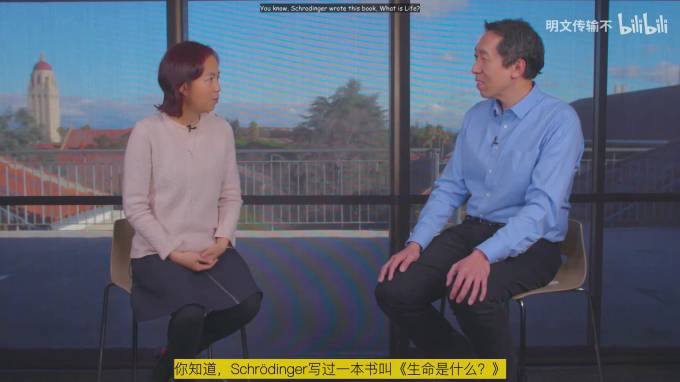 You know, Schrodinger wrote this book, What is Life?
明文传输不 bilibili
你知道，Schrödinger写过一本书叫《生命是什么？》